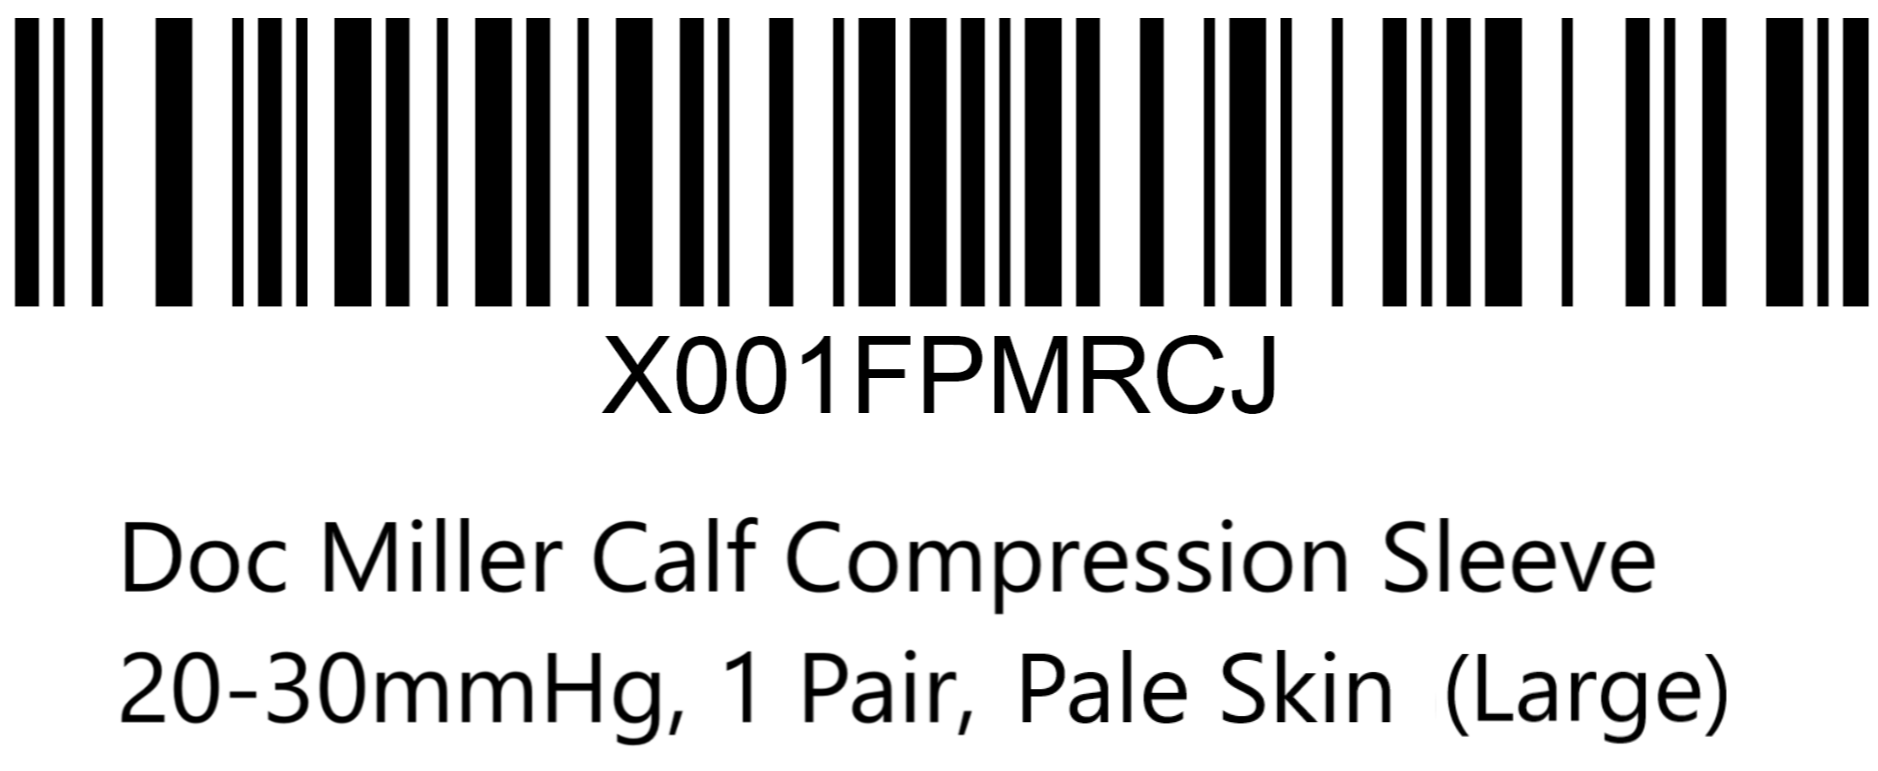 X001FPMRCJ
Doc Miller Calf Compression Sleeve
20-30mmHg, 1 Pair, Pale Skin (Large)